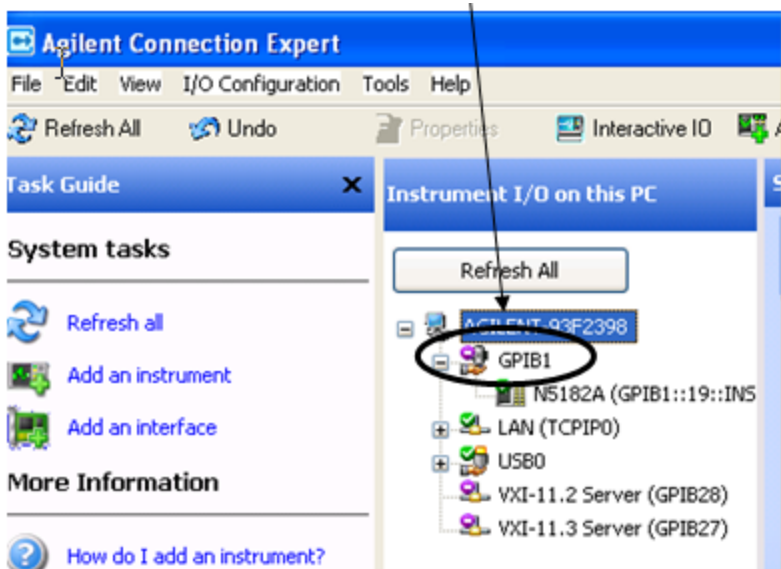 Agilent Connection Expert
File Edit View I/O Configuration Tools Help
Refresh All Undo Properties Interactive IO
Task Guide
Instrument I/O on this PC
System tasks
Refresh All
Refresh all
Add an instrument
Add an interface
AGILENT-93F2398
GPIB1
N5182A (GPIB1::19::INS
LAN (TCPIP0)
USB0
VXI-11.2 Server (GPIB28)
VXI-11.3 Server (GPIB27)
More Information
How do I add an instrument?